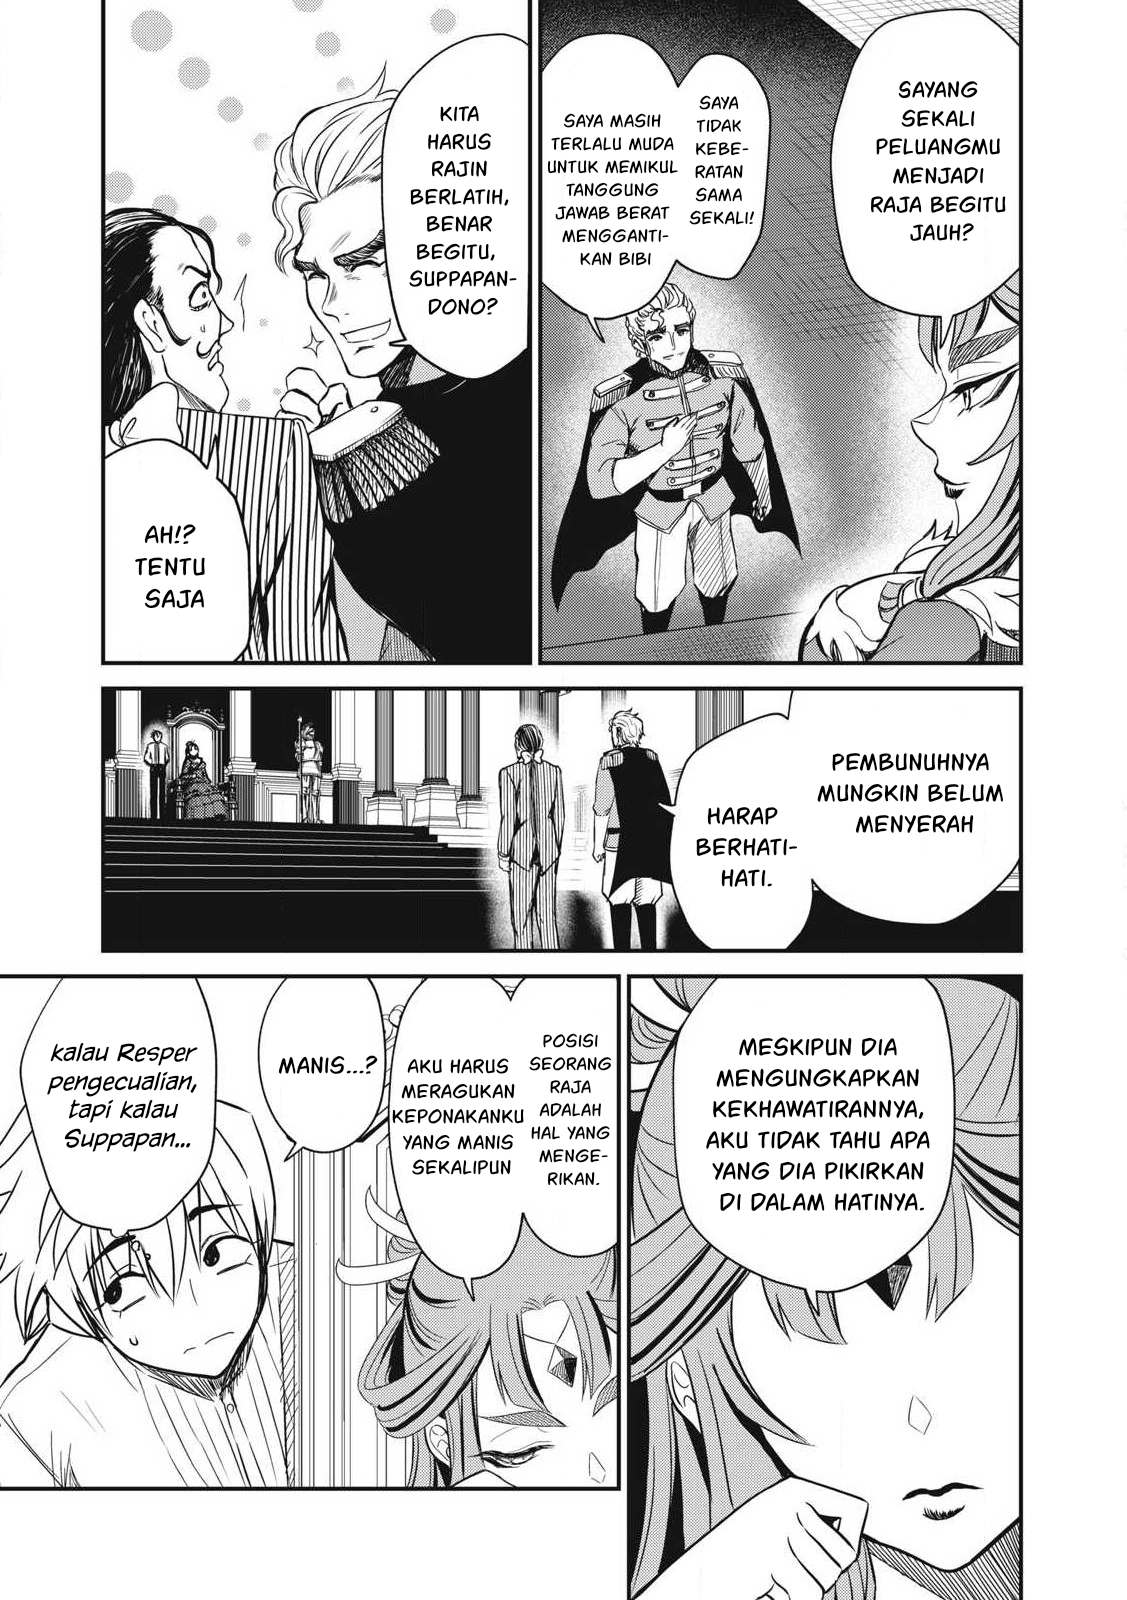 SAYANG
SEKALI
PELUANGMU
MENJADI
RAJA BEGITU
JAUH?
SAYA
TIDAK
KEBE-
RATAN
SAMA
SEKALI!
SAYA MASIH
TERLALU MUDA
UNTUK MEMIKUL
TANGGUNG
JAWAB BERAT
MENGGANTI-
KAN BIBI
KITA
HARUS
RAJIN
BERLATIH,
BENAR
BEGITU,
SUPPAPAN-
DONO?
AH!?
TENTU
SAJA
PEMBUNUHNYA
MUNGKIN BELUM
MENYERAH
HARAP
BERHATI-
HATI.
MESKIPUN DIA
MENGUNGKAPKAN
KEKHAWATIRANNYA,
AKU TIDAK TAHU APA
YANG DIA PIKIRKAN
DI DALAM HATINYA.
POSISI
SEORANG
RAJA
ADALAH
HAL YANG
MENGE-
RIKAN.
AKU HARUS
MERAGUKAN
KEPONAKANKU
YANG MANIS
SEKALIPUN
MANIS...?
kalau Resper
pengecualian,
tapi kalau
Suppapan...